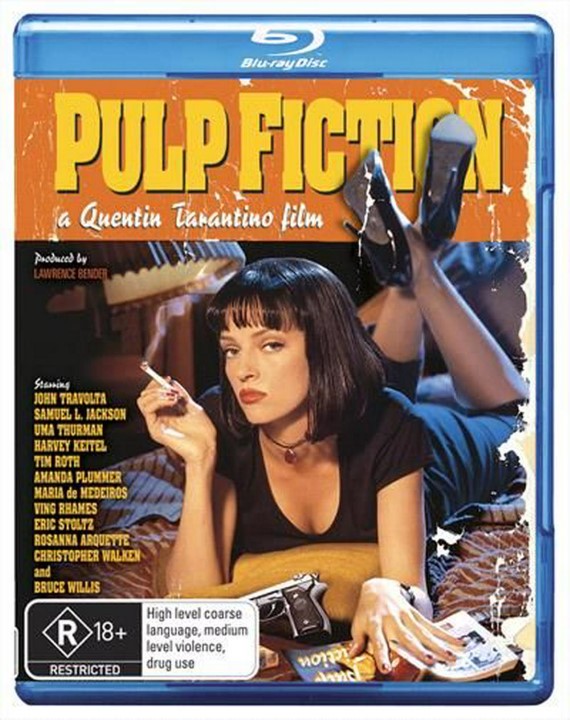 Blu-ray Disc
PULP FICTION
a Quentin Tarantino film
Produced by
LAWRENCE BENDER
Starring
JOHN TRAVOLTA
SAMUEL L. JACKSON
UMA THURMAN
HARVEY KEITEL
TIM ROTH
AMANDA PLUMMER
MARIA de MEDEIROS
VING RHAMES
ERIC STOLTZ
ROSANNA ARQUETTE
CHRISTOPHER WALKEN
and
BRUCE WILLIS
R 18+
RESTRICTED
High level coarse
language, medium
level violence,
drug use
Fiction